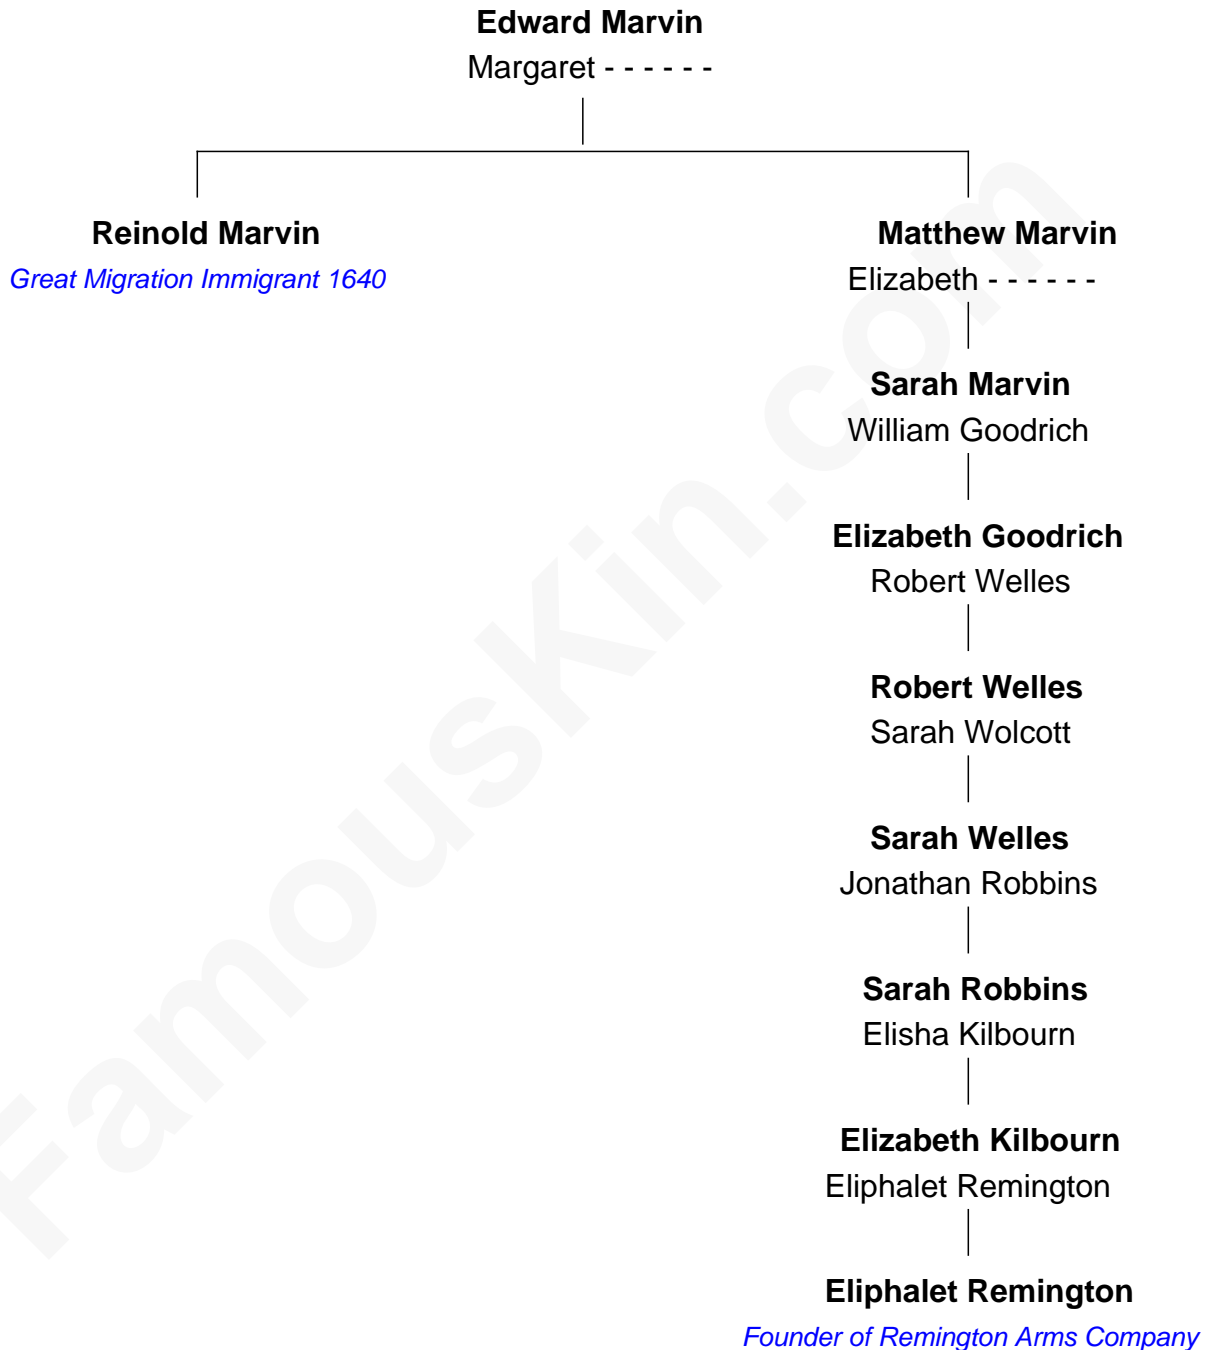 Edward Marvin
Margaret - - - - - -
Reinold Marvin
Great Migration Immigrant 1640
Matthew Marvin
Elizabeth - - - - - -
Sarah Marvin
William Goodrich
Elizabeth Goodrich
Robert Welles
Robert Welles
Sarah Wolcott
Sarah Welles
Jonathan Robbins
Sarah Robbins
Elisha Kilbourn
Elizabeth Kilbourn
Eliphalet Remington
Eliphalet Remington
Founder of Remington Arms Company
FamousKin.com